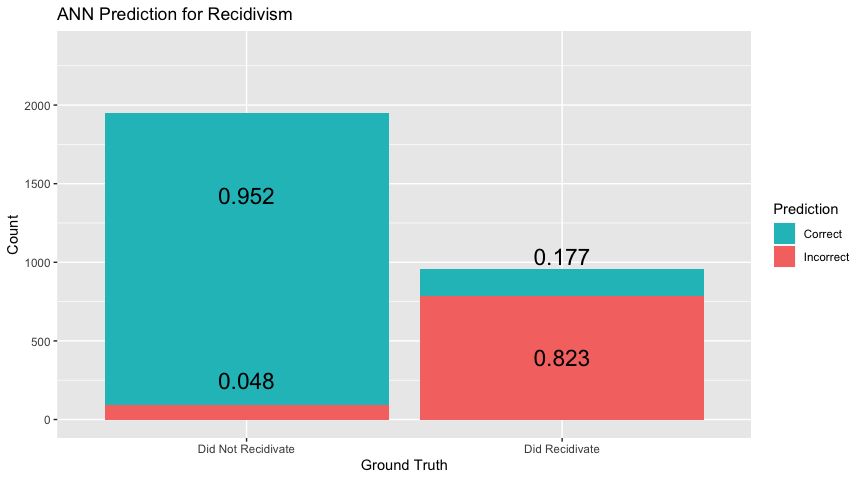 ANN Prediction for Recidivism
2000
1500
1000
500
0
Count
0.952
0.048
0.177
0.823
Did Not Recidivate
Did Recidivate
Ground Truth
Prediction
Correct
Incorrect